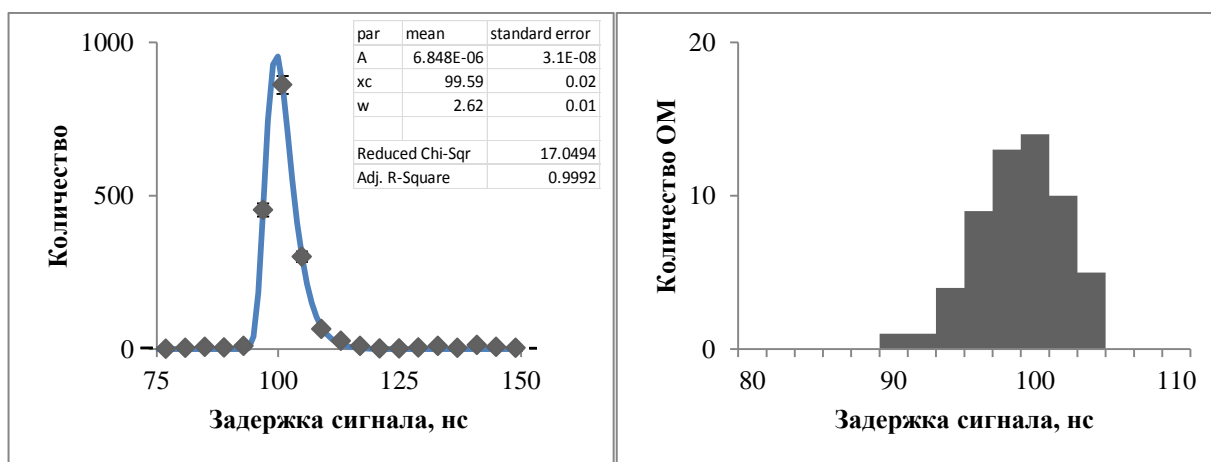 1000
500
0
75 100 125 150
Количество
Задержка сигнала, нс
par mean standard error
A 6.848E-06 3.1E-08
xc 99.59 0.02
w 2.62 0.01
Reduced Chi-Sqr 17.0494
Adj. R-Square 0.9992
20
10
0
80 90 100 110
Количество ОМ
Задержка сигнала, нс